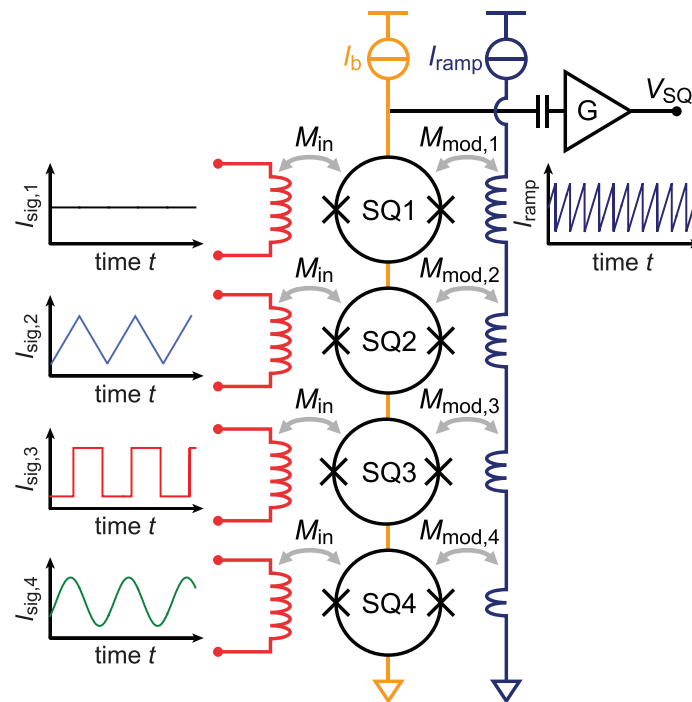 I_b
I_ramp
G
V_SQ
M_in
M_mod,1
I_sig,1
SQ1
I_ramp
time t
time t
M_in
M_mod,2
I_sig,2
SQ2
time t
M_in
M_mod,3
I_sig,3
SQ3
time t
M_in
M_mod,4
I_sig,4
SQ4
time t